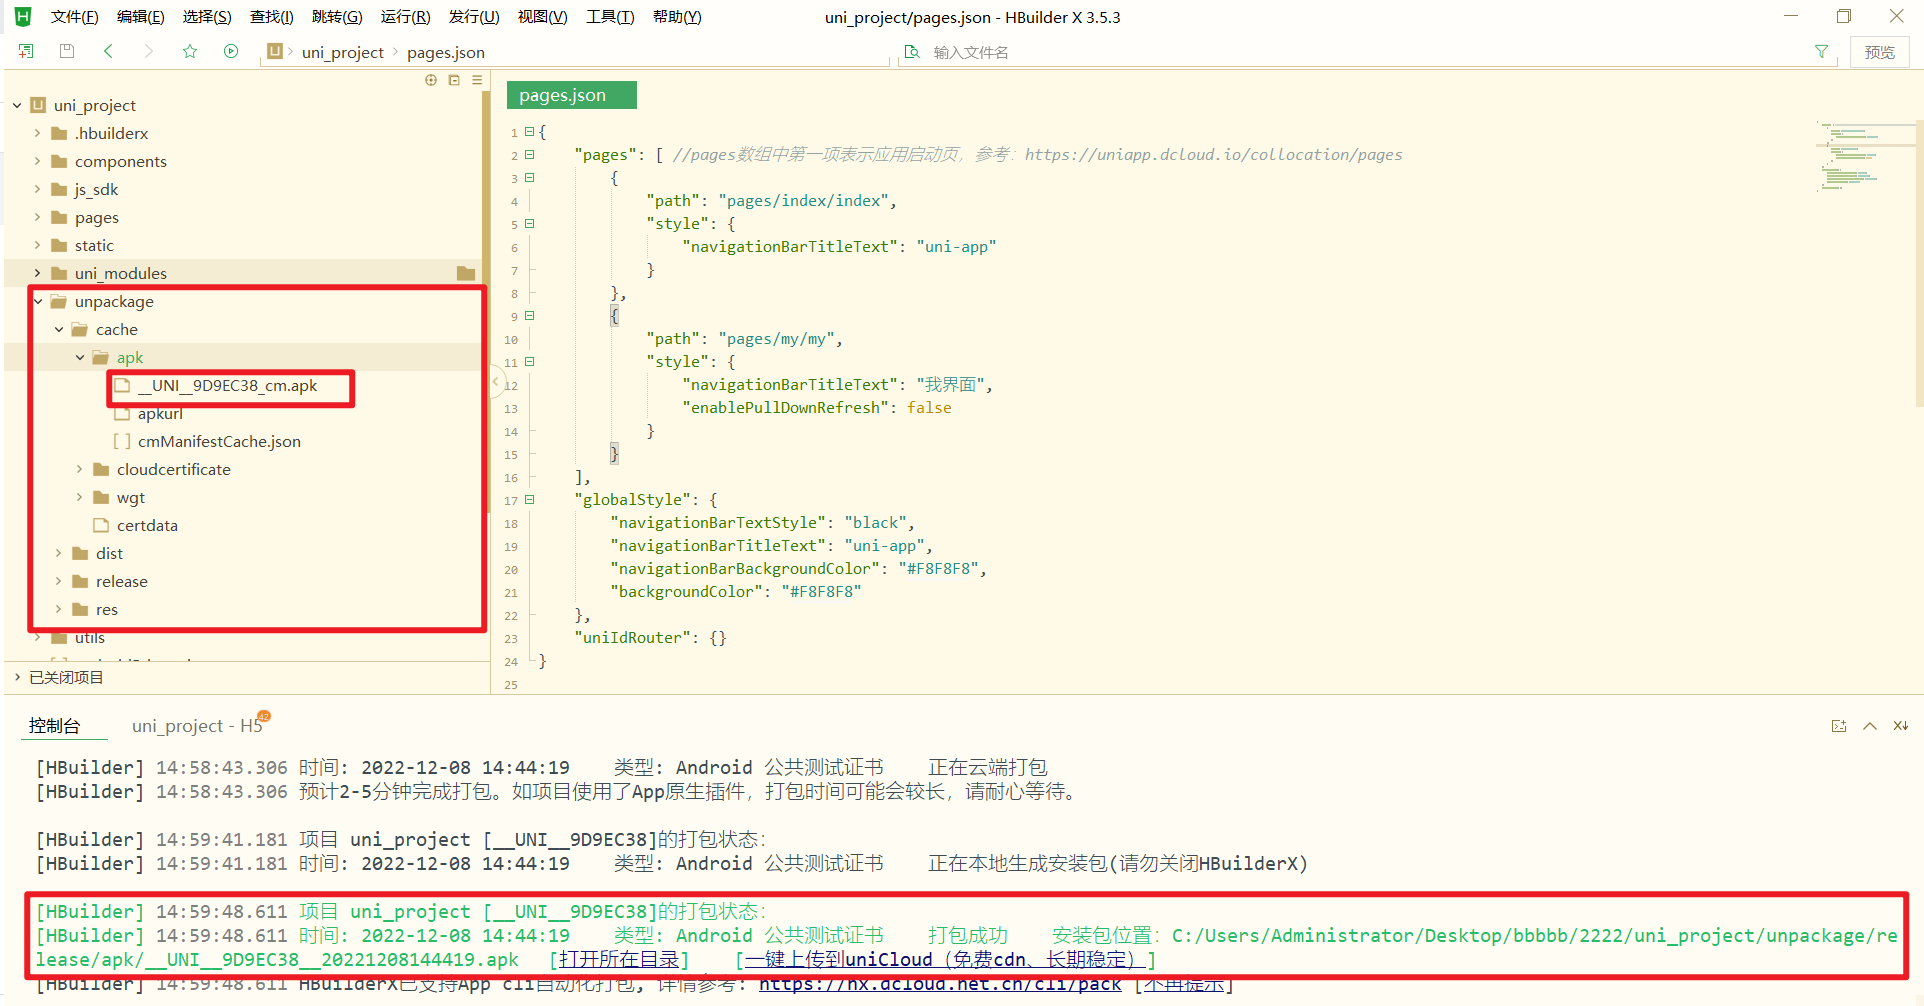 文件(F) 编辑(E) 选择(S) 查找(I) 跳转(G) 运行(R) 发行(U) 视图(V) 工具(T) 帮助(Y) uni_project/pages.json - HBuilder X 3.5.3
U uni_project pages.json 输入文件名 预览
U uni_project
.hbuilderx
components
js_sdk
pages
static
uni_modules
unpackage
cache
apk
__UNI__9D9EC38_cm.apk
apkurl
[ ] cmManifestCache.json
cloudcertificate
wgt
certdata
dist
release
res
utils
已关闭项目
pages.json
1 {
2 "pages": [ //pages数组中第一项表示应用启动页，参考：https://uniapp.dcloud.io/collocation/pages
3 {
4 "path": "pages/index/index",
5 "style": {
6 "navigationBarTitleText": "uni-app"
7 }
8 },
9 {
10 "path": "pages/my/my",
11 "style": {
12 "navigationBarTitleText": "我界面",
13 "enablePullDownRefresh": false
14 }
15 }
16 ],
17 "globalStyle": {
18 "navigationBarTextStyle": "black",
19 "navigationBarTitleText": "uni-app",
20 "navigationBarBackgroundColor": "#F8F8F8",
21 "backgroundColor": "#F8F8F8"
22 },
23 "uniIdRouter": {}
24 }
25
控制台 uni_project - H5 42
[HBuilder] 14:58:43.306 时间: 2022-12-08 14:44:19 类型: Android 公共测试证书 正在云端打包
[HBuilder] 14:58:43.306 预计2-5分钟完成打包。如项目使用了App原生插件，打包时间可能会较长，请耐心等待。
[HBuilder] 14:59:41.181 项目 uni_project [__UNI__9D9EC38]的打包状态：
[HBuilder] 14:59:41.181 时间: 2022-12-08 14:44:19 类型: Android 公共测试证书 正在本地生成安装包(请勿关闭HBuilderX)
[HBuilder] 14:59:48.611 项目 uni_project [__UNI__9D9EC38]的打包状态：
[HBuilder] 14:59:48.611 时间: 2022-12-08 14:44:19 类型: Android 公共测试证书 打包成功 安装包位置：C:/Users/Administrator/Desktop/bbbbb/2222/uni_project/unpackage/re
lease/apk/__UNI__9D9EC38__20221208144419.apk [打开所在目录] [一键上传到uniCloud（免费cdn、长期稳定）]
[HBuilder] 14:59:48.611 HBuilderX已支持App cli自动化打包, 详情参考: https://hx.dcloud.net.cn/cli/pack [不再提示]